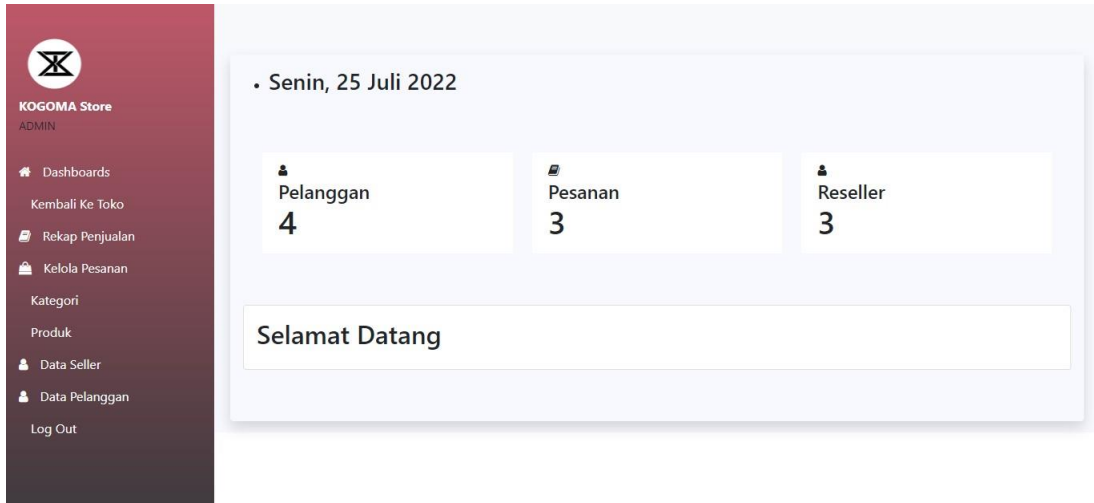 KOGOMA Store
ADMIN
Dashboards
Kembali Ke Toko
Rekap Penjualan
Kelola Pesanan
Kategori
Produk
Data Seller
Data Pelanggan
Log Out
• Senin, 25 Juli 2022
Pelanggan
4
Pesanan
3
Reseller
3
Selamat Datang